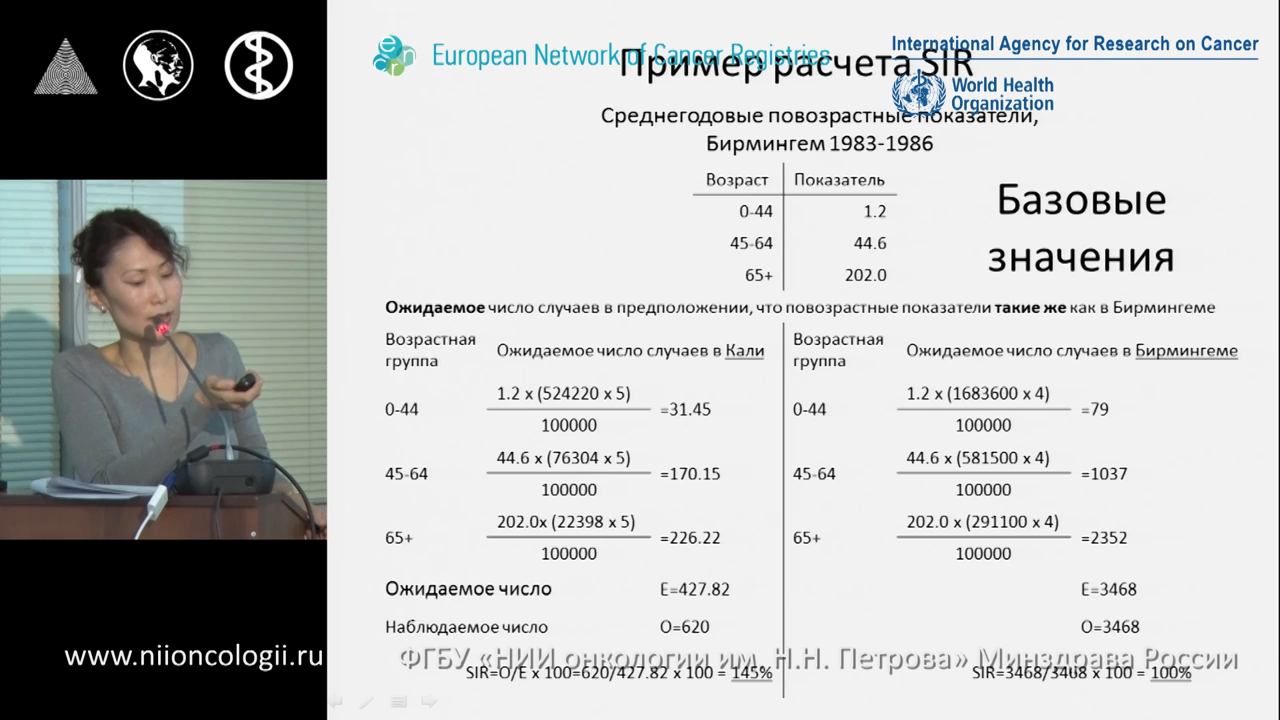 European Network of Cancer Registries
International Agency for Research on Cancer
World Health
Organization
Пример расчета SIR
Среднегодовые повозрастные показатели,
Бирмингем 1983-1986
Возраст Показатель
0-44 1.2
45-64 44.6
65+ 202.0
Базовые
значения
Ожидаемое число случаев в предположении, что повозрастные показатели такие же как в Бирмингеме
Возрастная
группа
Ожидаемое число случаев в Кали
0-44
1.2 x (524220 x 5)
100000
=31.45
45-64
44.6 x (76304 x 5)
100000
=170.15
65+
202.0x (22398 x 5)
100000
=226.22
Ожидаемое число E=427.82
Наблюдаемое число O=620
SIR=O/E x 100=620/427.82 x 100 = 145%
Возрастная
группа
Ожидаемое число случаев в Бирмингеме
0-44
1.2 x (1683600 x 4)
100000
=79
45-64
44.6 x (581500 x 4)
100000
=1037
65+
202.0 x (291100 x 4)
100000
=2352
E=3468
O=3468
SIR=3468/3468 x 100 = 100%
www.niioncologii.ru
ФГБУ «НИИ онкологии им. Н.Н. Петрова» Минздрава России